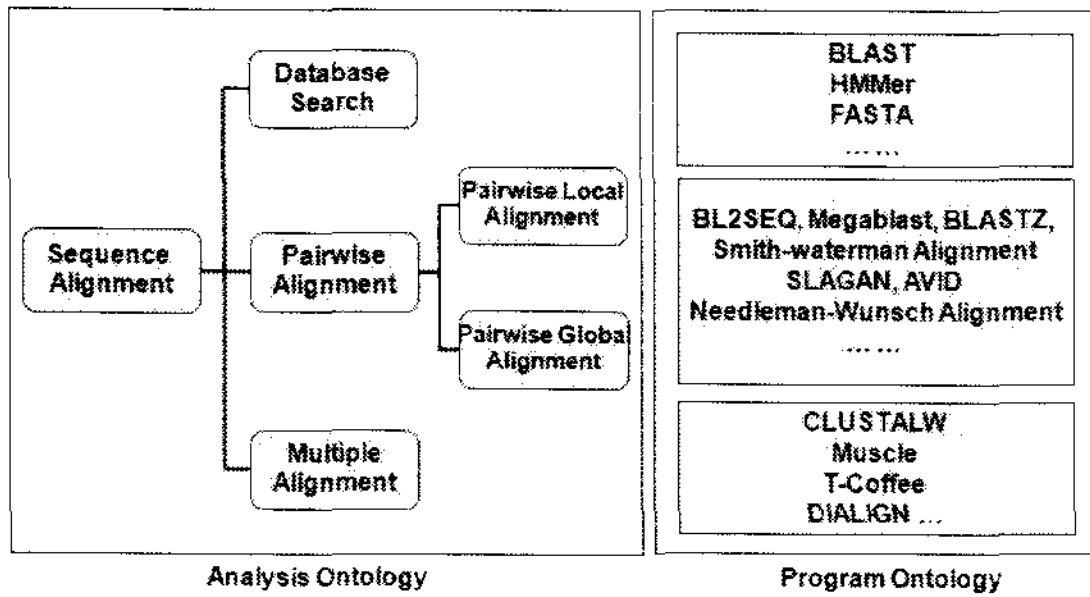 Database
Search
Pairwise Local
Alignment
Sequence
Alignment
Pairwise
Alignment
Pairwise Global
Alignment
Multiple
Alignment
Analysis Ontology
BLAST
HMMer
FASTA
... ...
BL2SEQ, Megablast, BLASTZ,
Smith-waterman Alignment
SLAGAN, AVID
Needleman-Wunsch Alignment
... ...
CLUSTALW
Muscle
T-Coffee
DIALIGN ...
Program Ontology